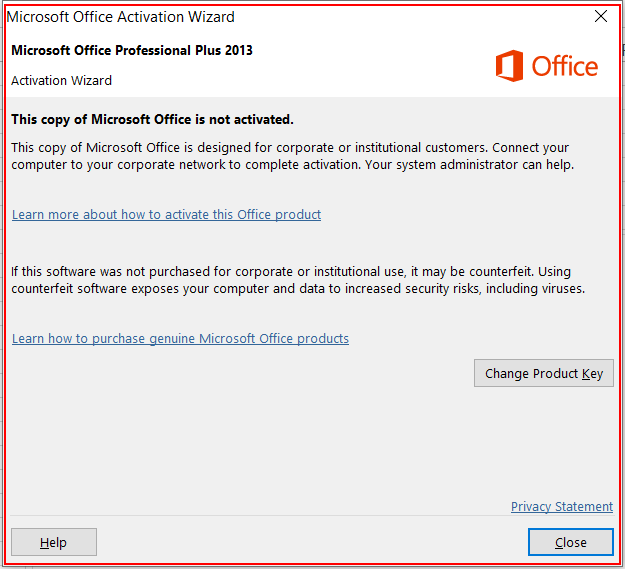 Microsoft Office Activation Wizard
Microsoft Office Professional Plus 2013
Office
Activation Wizard
This copy of Microsoft Office is not activated.
This copy of Microsoft Office is designed for corporate or institutional customers. Connect your
computer to your corporate network to complete activation. Your system administrator can help.
Learn more about how to activate this Office product
If this software was not purchased for corporate or institutional use, it may be counterfeit. Using
counterfeit software exposes your computer and data to increased security risks, including viruses.
Learn how to purchase genuine Microsoft Office products
Change Product Key
Privacy Statement
Help
Close